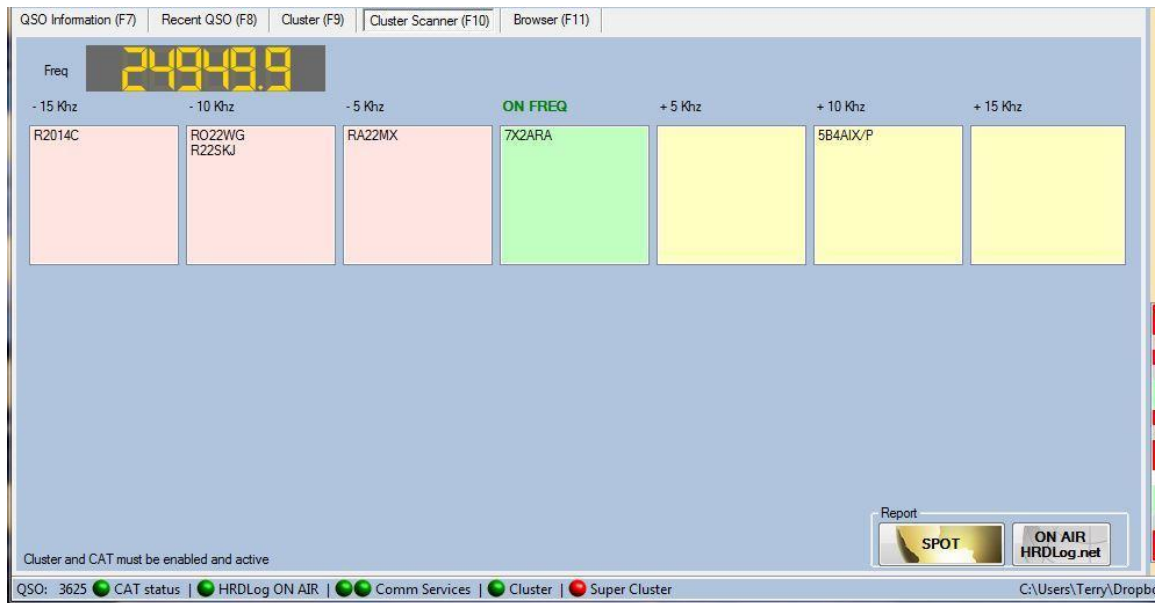 QSO Information (F7) Recent QSO (F8) Cluster (F9) Cluster Scanner (F10) Browser (F11)
Freq 24949.9
- 15 Khz - 10 Khz - 5 Khz ON FREQ + 5 Khz + 10 Khz + 15 Khz
R2014C RO22WG RA22MX 7X2ARA 5B4AIX/P
R22SKJ
Report
SPOT ON AIR
HRDLog.net
Cluster and CAT must be enabled and active
QSO: 3625 CAT status | HRDLog ON AIR | Comm Services | Cluster | Super Cluster C:\Users\Terry\Dropbo